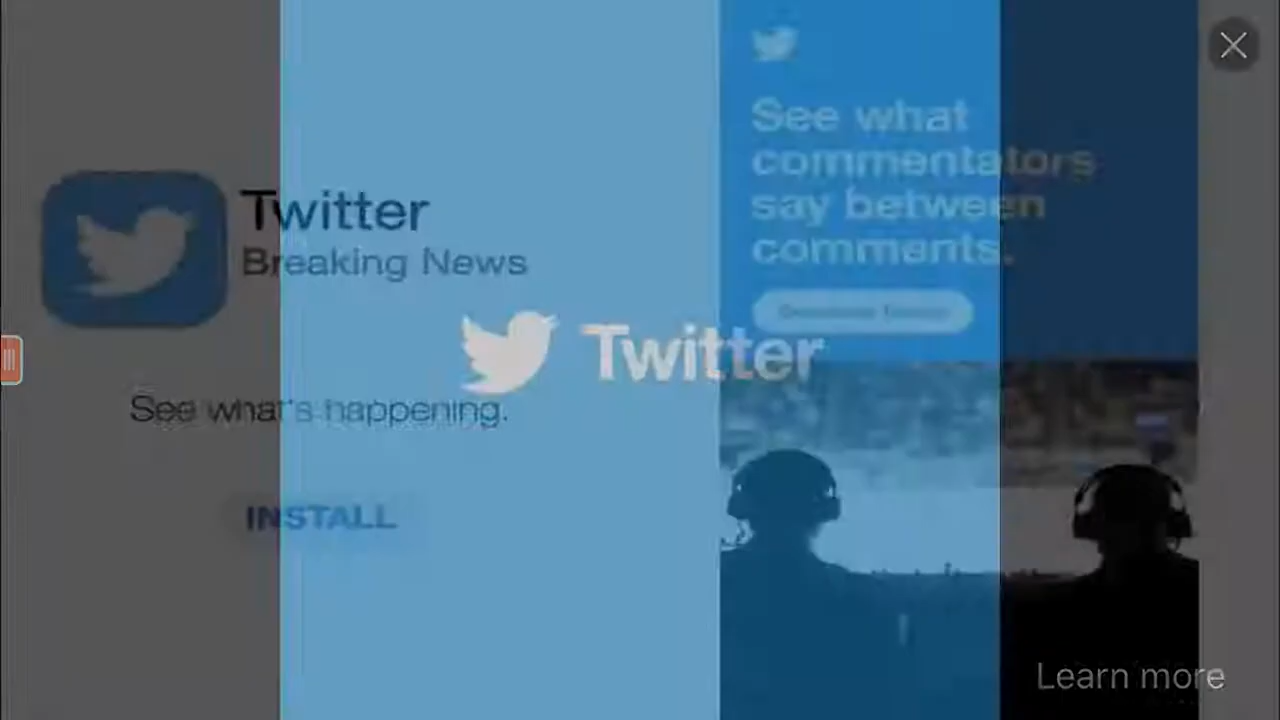 Twitter
Breaking News
See what's happening.
INSTALL
Twitter
See what
commentators
say between
comments.
Learn more